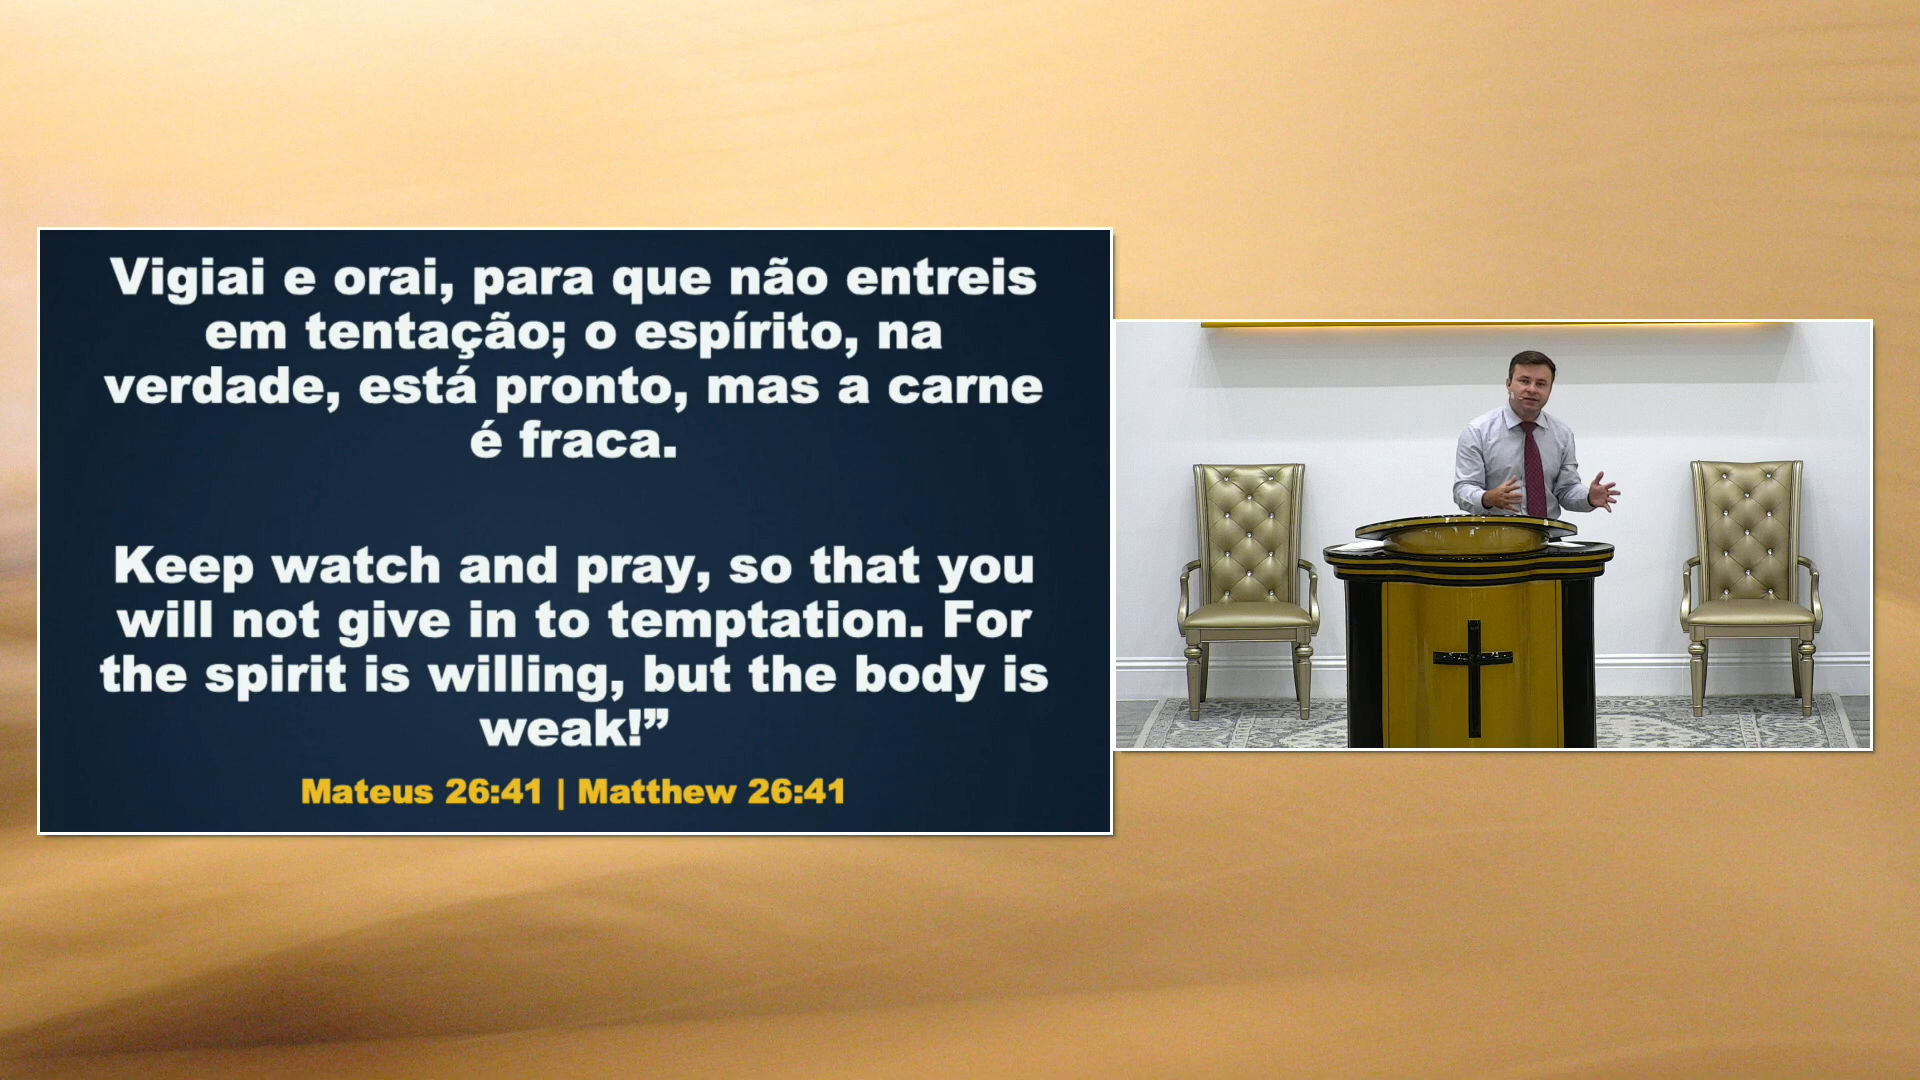 Vigiai e orai, para que não entreis
em tentação; o espírito, na
verdade, está pronto, mas a carne
é fraca.
Keep watch and pray, so that you
will not give in to temptation. For
the spirit is willing, but the body is
weak!”
Mateus 26:41 | Matthew 26:41